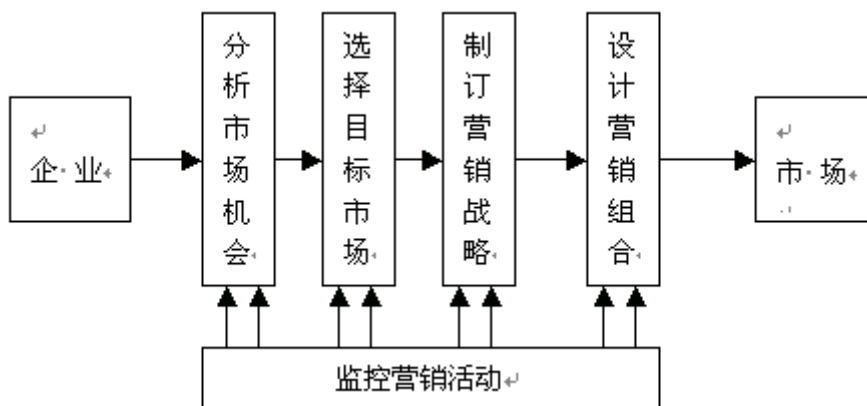 企业
分析市场机会
选择目标市场
制订营销战略
设计营销组合
市场
监控营销活动